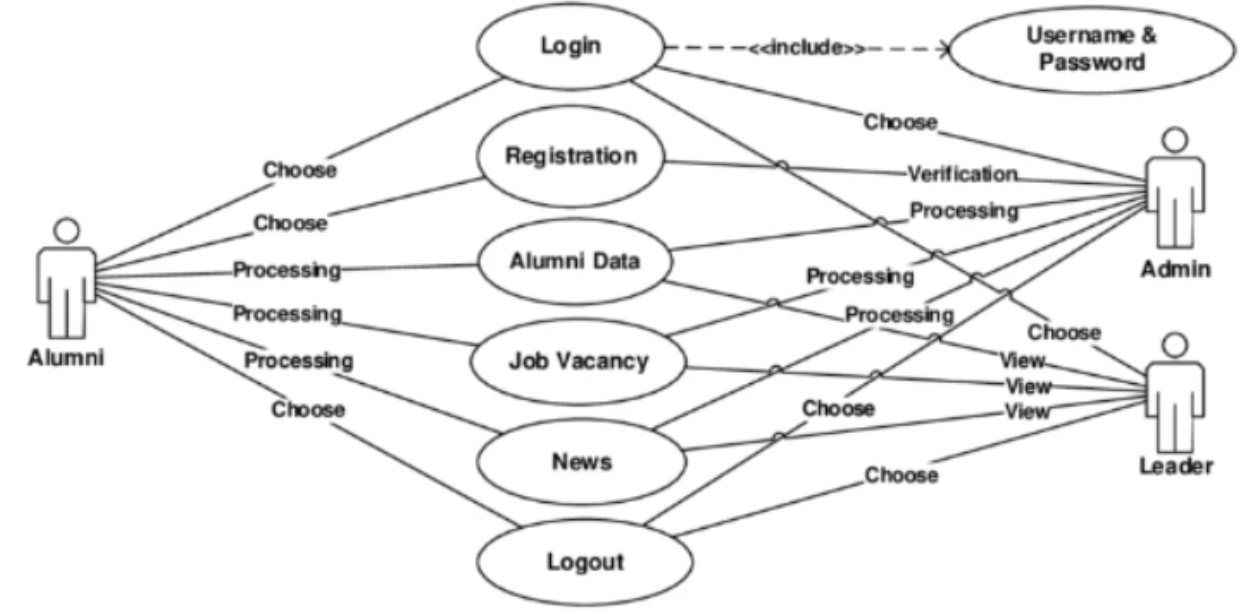 Login
<<include>>
Username &
Password
Choose
Registration
Verification
Choose
Processing
Choose
Alumni Data
Admin
Processing
Processing
Processing
Processing
Choose
Alumni
Processing
Job Vacancy
View
View
Choose
Choose
View
News
Leader
Choose
Logout